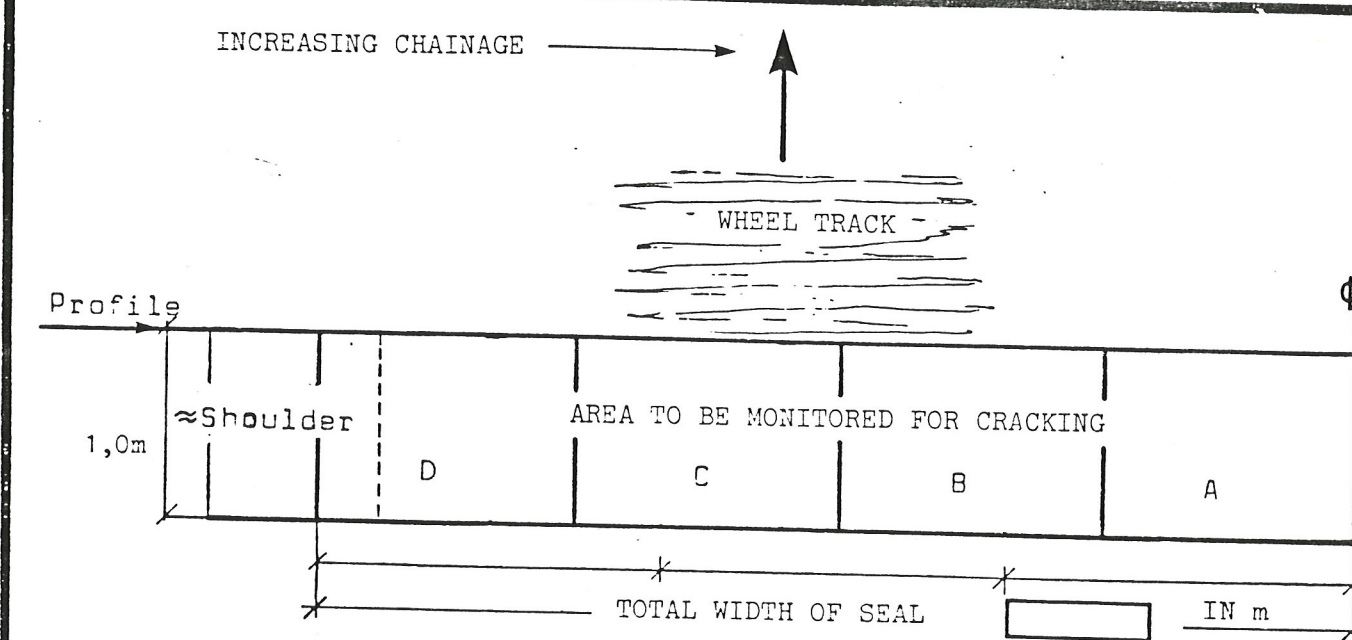 INCREASING CHAINAGE
- WHEEL TRACK -
Profile
≈Shoulder
AREA TO BE MONITORED FOR CRACKING
1,0m
D
C
B
A
TOTAL WIDTH OF SEAL
IN m